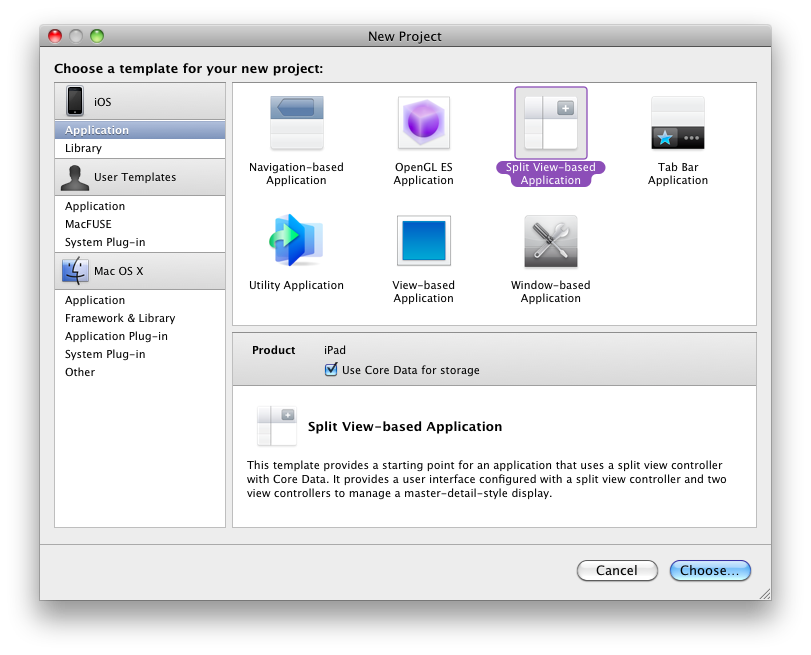 New Project
Choose a template for your new project:
iOS
Application
Library
User Templates
Application
MacFUSE
System Plug-in
Mac OS X
Application
Framework & Library
Application Plug-in
System Plug-in
Other
Navigation-based
Application
OpenGL ES
Application
Split View-based
Application
Tab Bar
Application
Utility Application
View-based
Application
Window-based
Application
Product iPad
Use Core Data for storage
Split View-based Application
This template provides a starting point for an application that uses a split view controller
with Core Data. It provides a user interface configured with a split view controller and two
view controllers to manage a master-detail-style display.
Cancel
Choose...